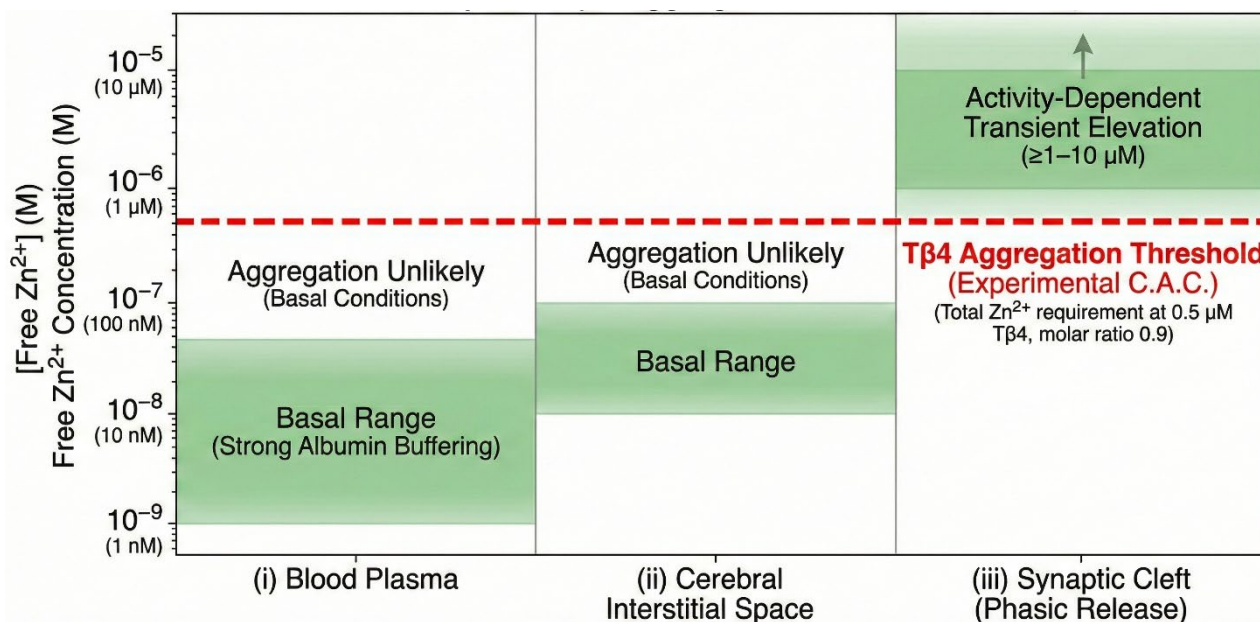 [Free Zn²⁺] (M)
Free Zn²⁺ Concentration (M)
10⁻⁵
(10 µM)
10⁻⁶
(1 µM)
10⁻⁷
(100 nM)
10⁻⁸
(10 nM)
10⁻⁹
(1 nM)
Aggregation Unlikely
(Basal Conditions)
Basal Range
(Strong Albumin Buffering)
Aggregation Unlikely
(Basal Conditions)
Basal Range
Activity-Dependent
Transient Elevation
(≥1–10 µM)
Tβ4 Aggregation Threshold
(Experimental C.A.C.)
(Total Zn²⁺ requirement at 0.5 µM
Tβ4, molar ratio 0.9)
(i) Blood Plasma
(ii) Cerebral
Interstitial Space
(iii) Synaptic Cleft
(Phasic Release)